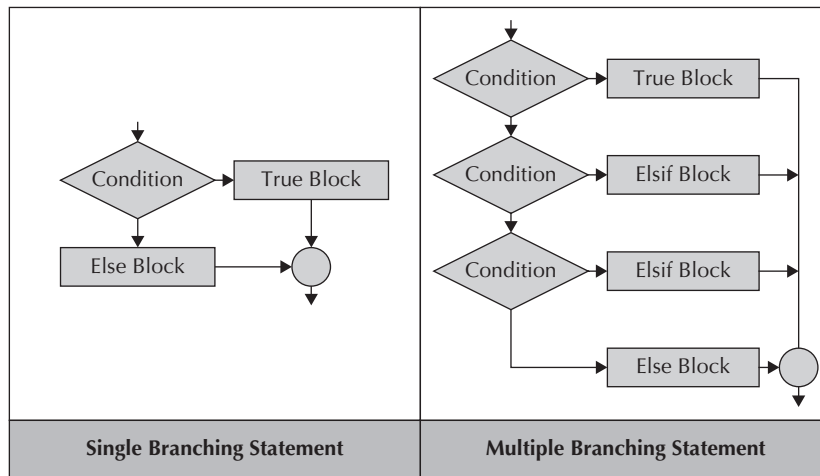 Condition
True Block
Else Block
Single Branching Statement
Condition
True Block
Condition
Elsif Block
Condition
Elsif Block
Else Block
Multiple Branching Statement